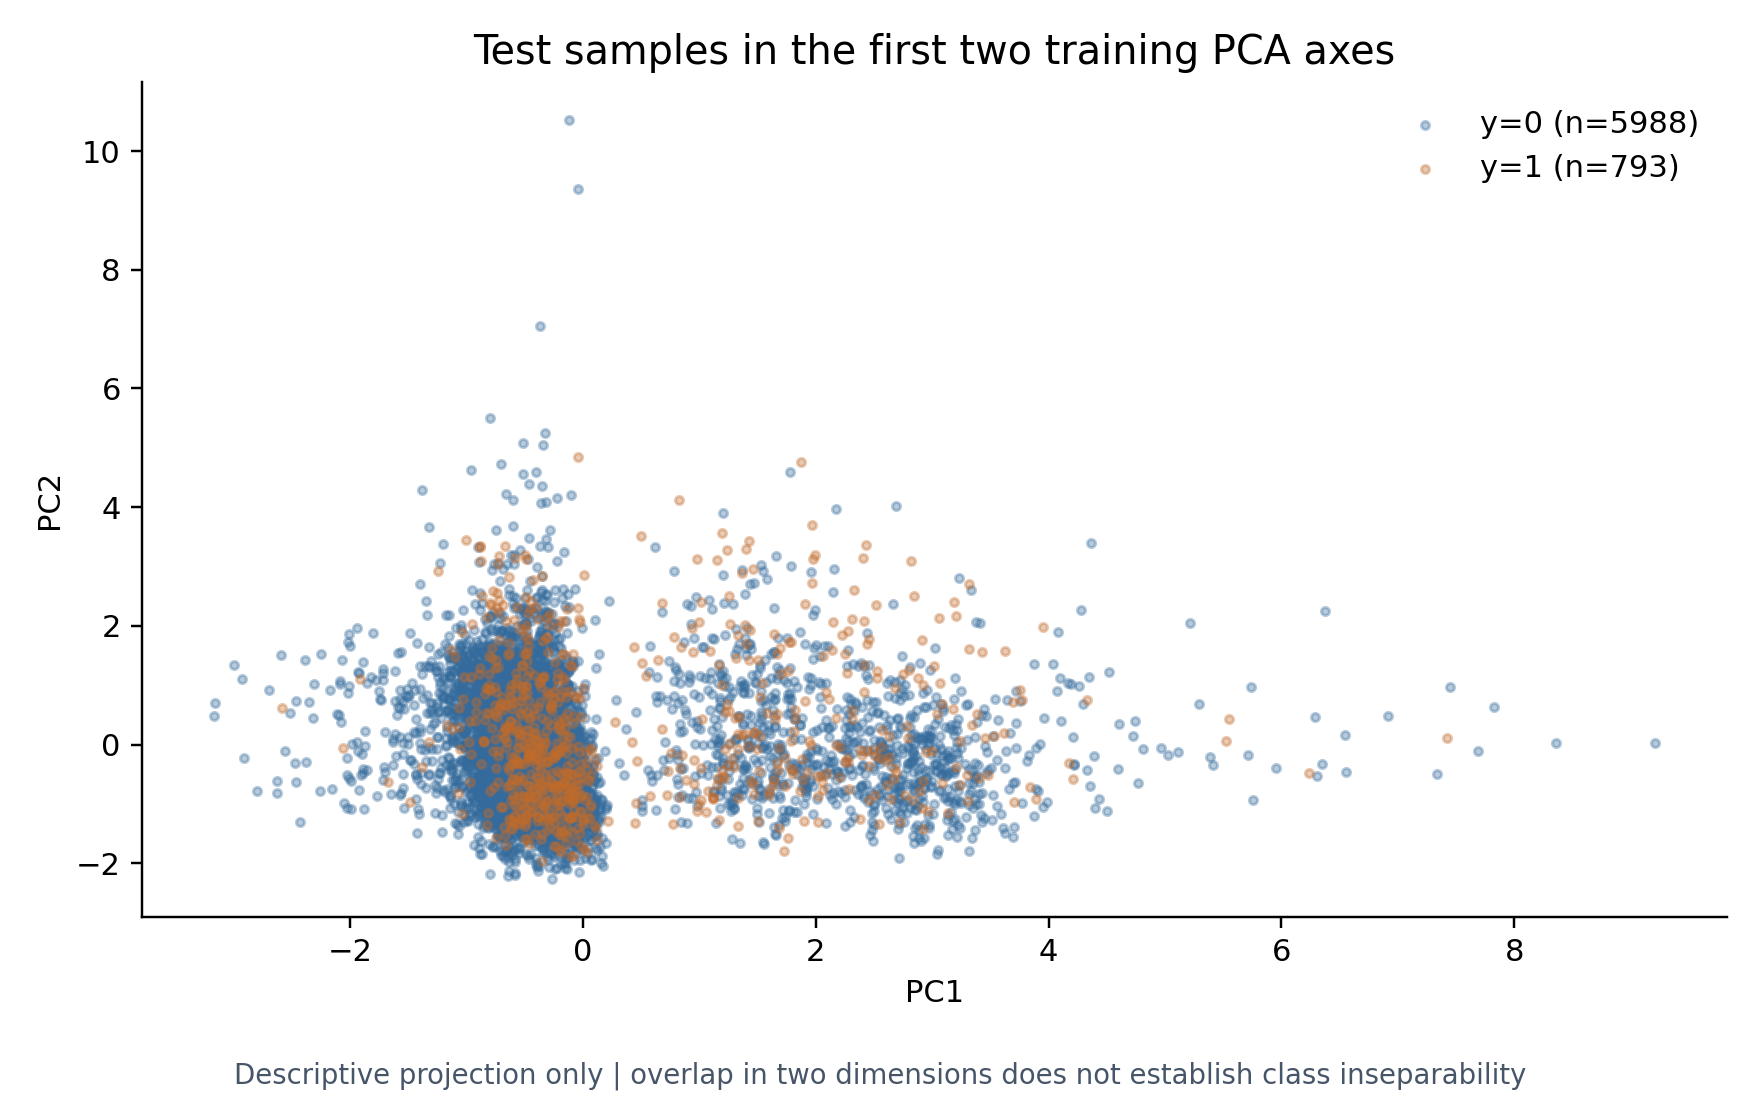 Test samples in the first two training PCA axes
y=0 (n=5988)
y=1 (n=793)
10
8
6
4
2
0
−2
PC2
−2
0
2
4
6
8
PC1
Descriptive projection only | overlap in two dimensions does not establish class inseparability